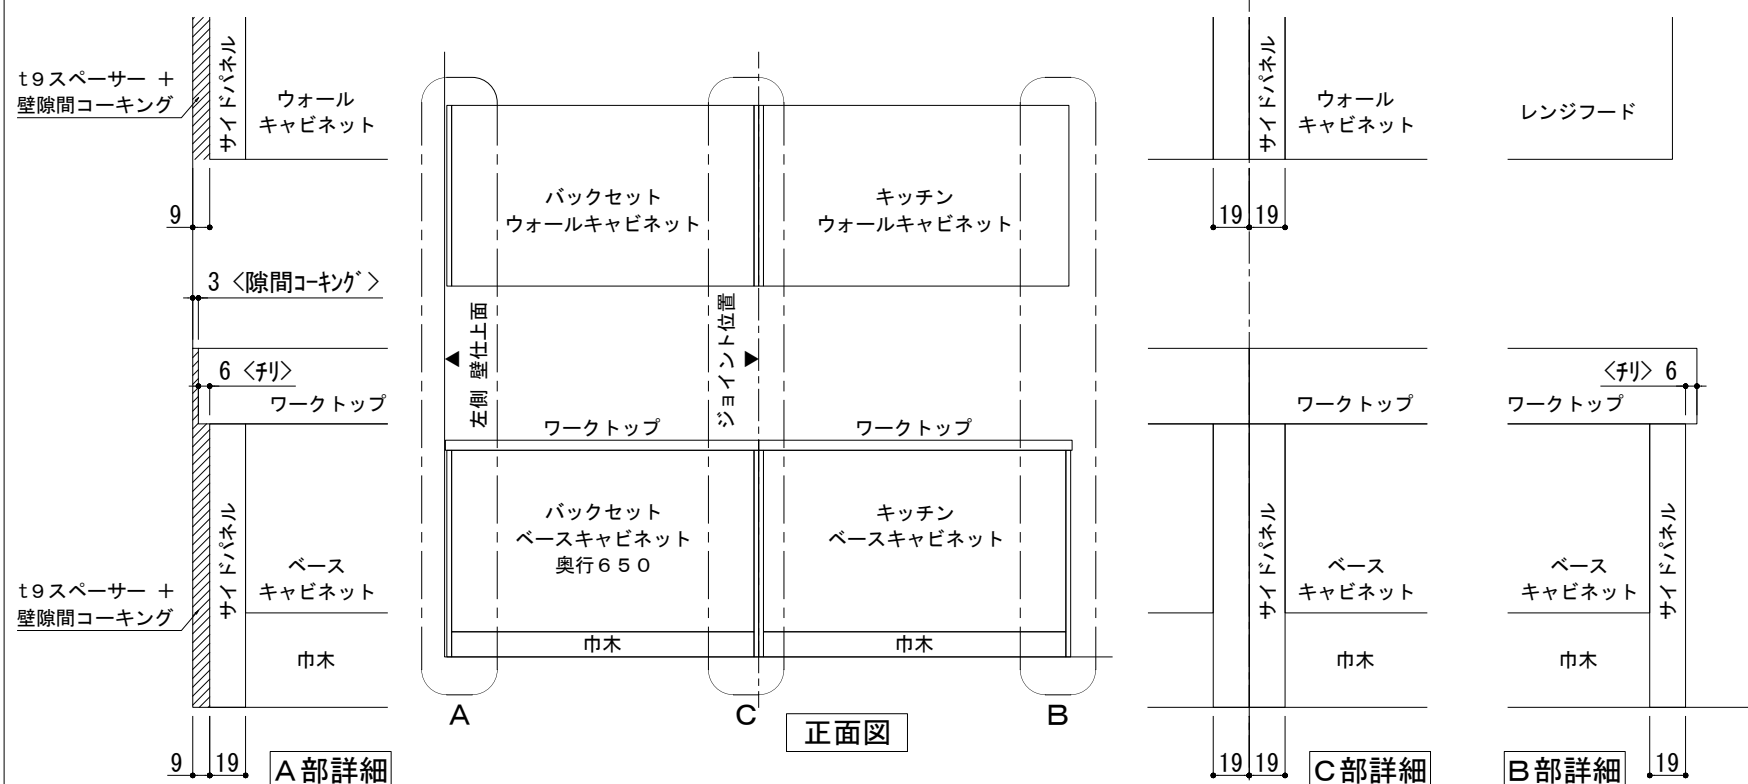 t9スペーサー ＋
壁隙間コーキング
サイドパネル
ウォール
キャビネット
9
3 <隙間ｺｰｷﾝｸﾞ>
6 <ﾁﾘ>
ワークトップ
t9スペーサー ＋
壁隙間コーキング
サイドパネル
ベース
キャビネット
巾木
9
19
A部詳細
バックセット
ウォールキャビネット
キッチン
ウォールキャビネット
左側 壁仕上面
ジョイント位置
ワークトップ
ワークトップ
バックセット
ベースキャビネット
奥行６５０
キッチン
ベースキャビネット
巾木
巾木
A
C
B
正面図
サイドパネル
ウォール
キャビネット
19
19
ワークトップ
サイドパネル
ベース
キャビネット
巾木
19
19
C部詳細
レンジフード
<ﾁﾘ> 6
ワークトップ
ベース
キャビネット
サイドパネル
巾木
19
B部詳細